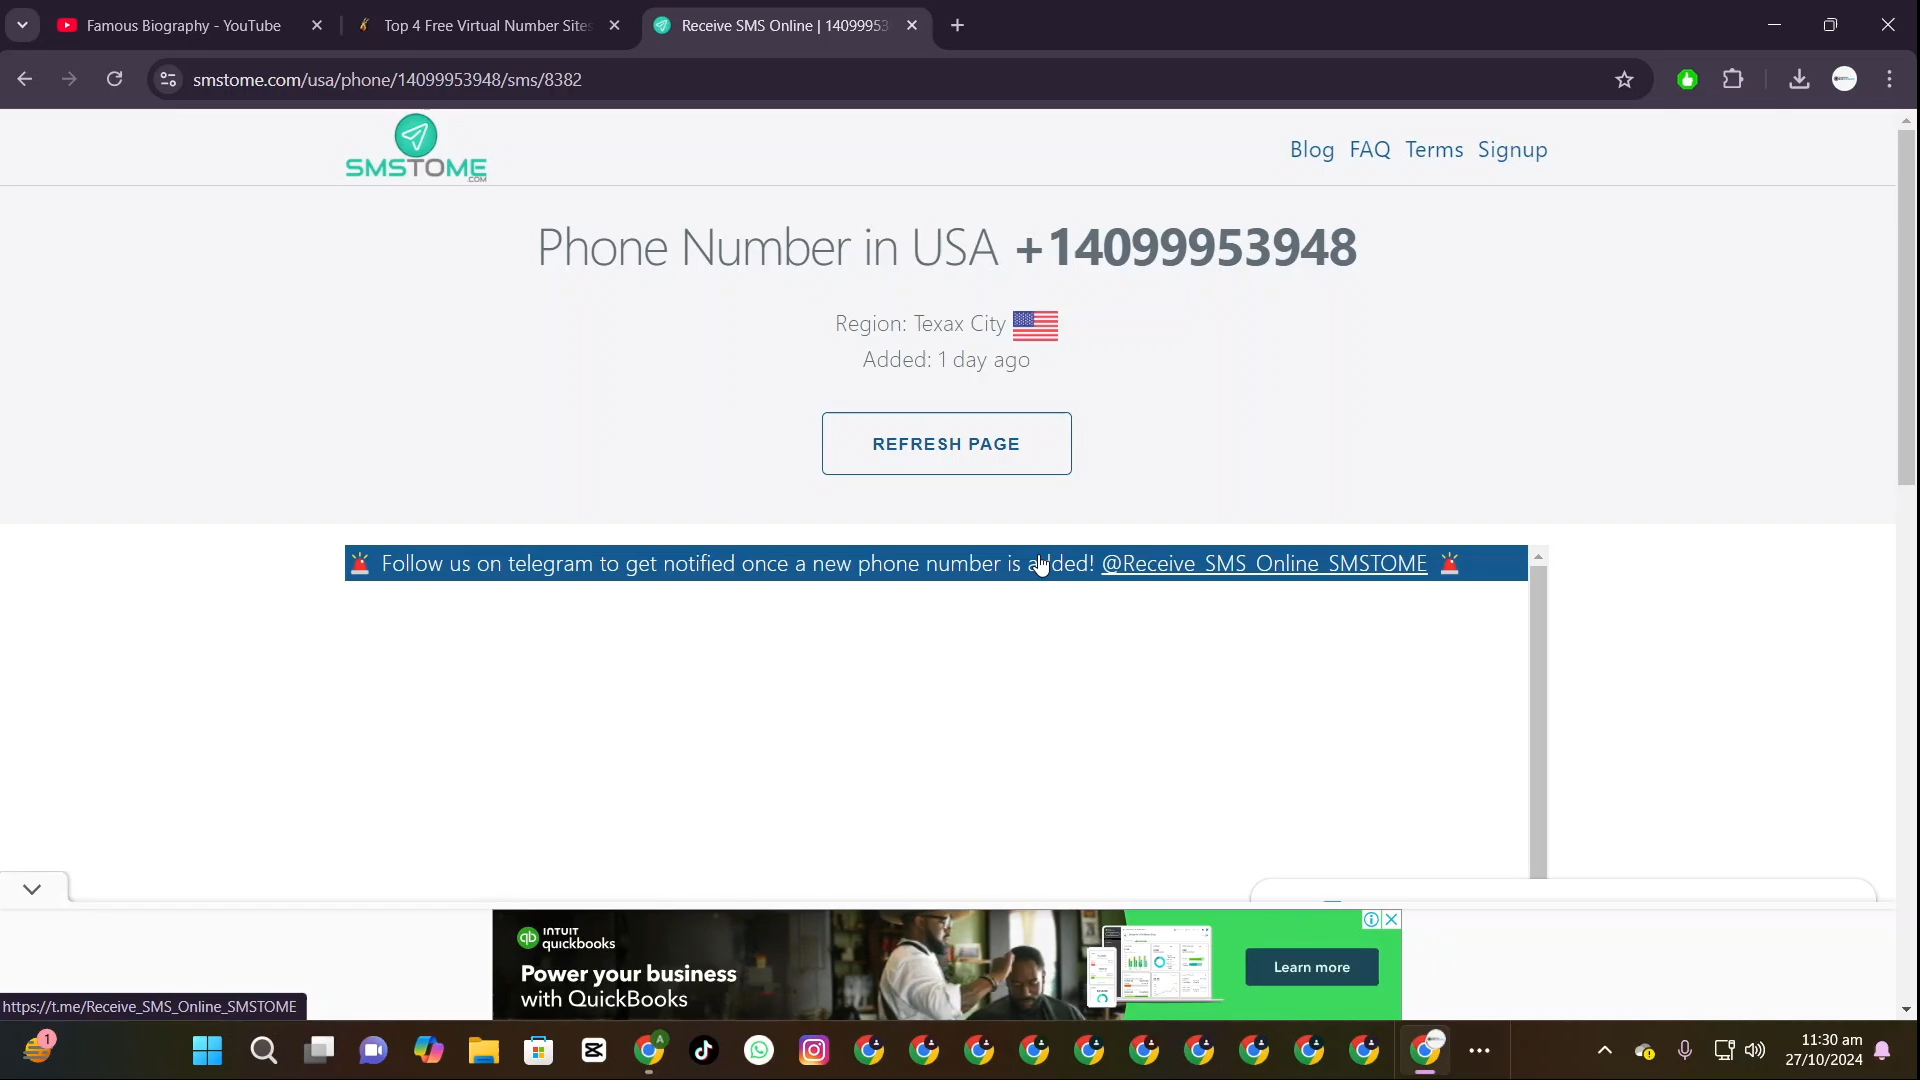 Famous Biography - YouTube
Top 4 Free Virtual Number Sites
Receive SMS Online | 14099953
smstome.com/usa/phone/14099953948/sms/8382
SMSTOME
.COM
Blog FAQ Terms Signup
Phone Number in USA +14099953948
Region: Texax City
Added: 1 day ago
REFRESH PAGE
Follow us on telegram to get notified once a new phone number is added! @Receive_SMS_Online_SMSTOME
INTUIT
quickbooks
Power your business
with QuickBooks
Learn more
https://t.me/Receive_SMS_Online_SMSTOME
1
A
11:30 am
27/10/2024